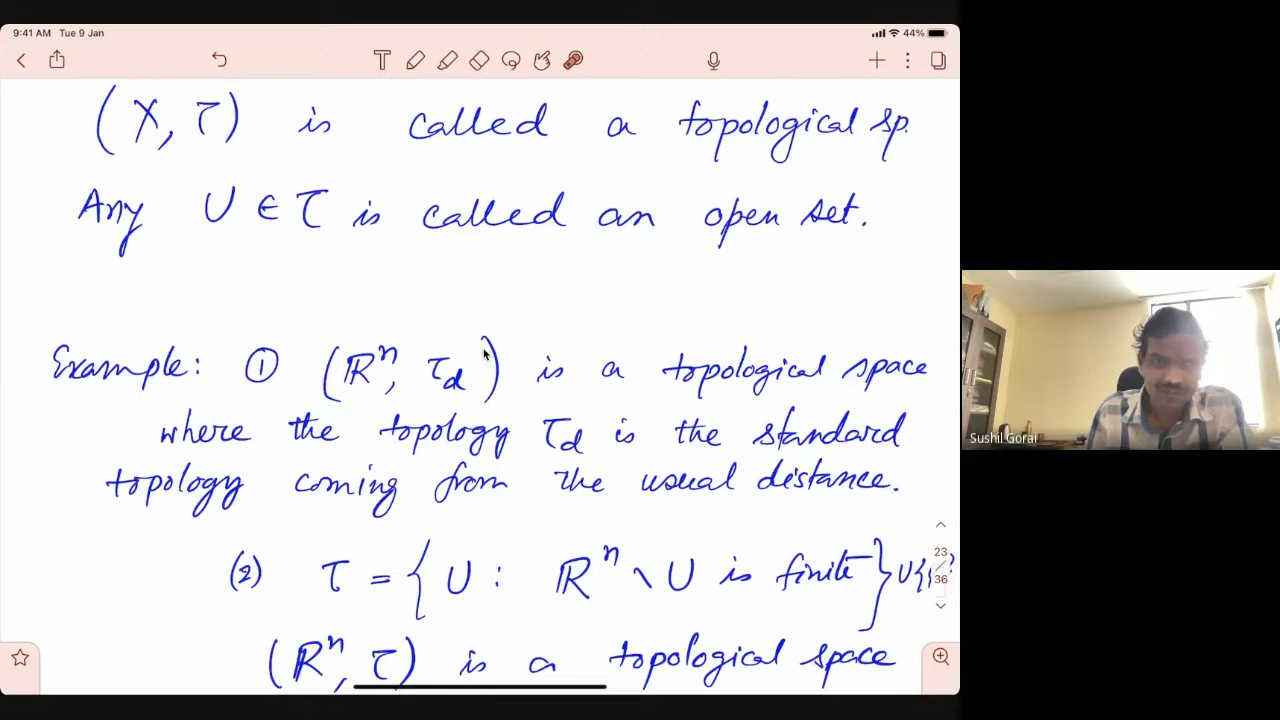 9:41 AM Tue 9 Jan
44%
T
(X, τ) is called a topological sp.
Any U ∈ τ is called an open set.
Example: ① (ℝⁿ, τ_d) is a topological space
where the topology τ_d is the standard
topology coming from the usual distance.
(2) τ = { U : ℝⁿ \ U is finite } ∪ {
(ℝⁿ, τ) is a topological space
23
/
36
Sushil Gorai